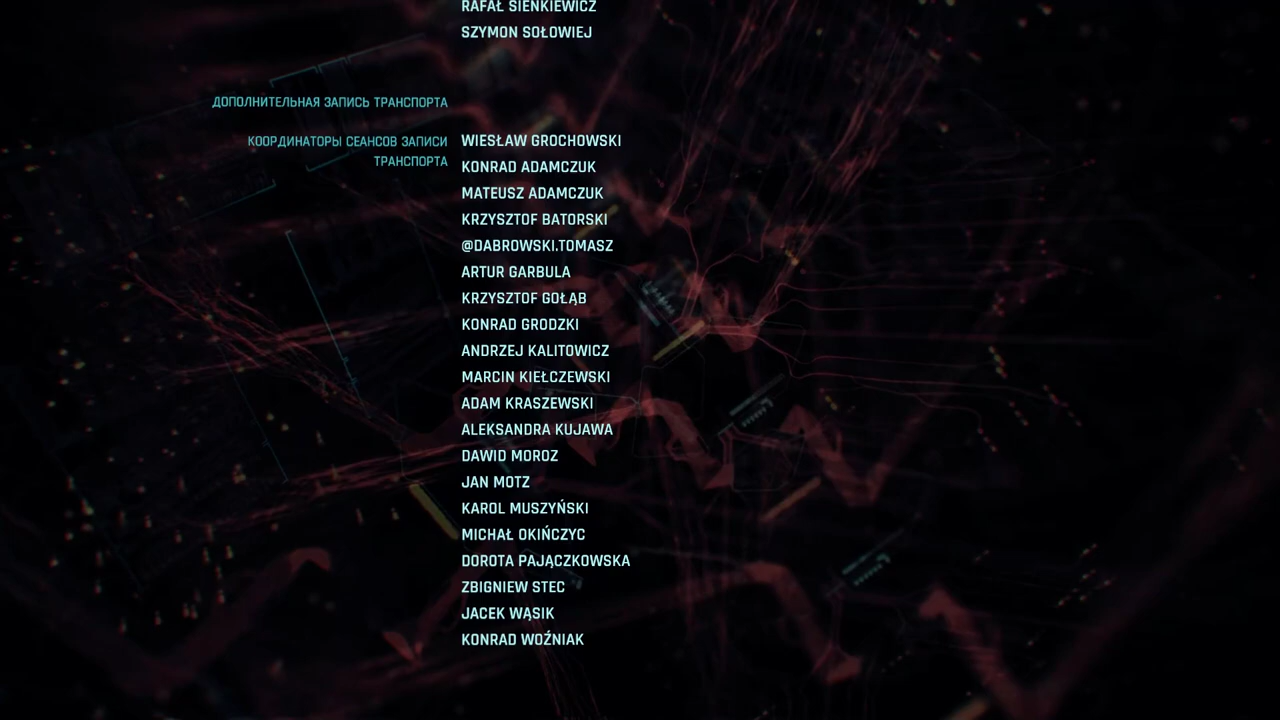 RAFAŁ SIENKIEWICZ
SZYMON SOŁOWIEJ
ДОПОЛНИТЕЛЬНАЯ ЗАПИСЬ ТРАНСПОРТА
КООРДИНАТОРЫ СЕАНСОВ ЗАПИСИ
ТРАНСПОРТА
WIESŁAW GROCHOWSKI
KONRAD ADAMCZUK
MATEUSZ ADAMCZUK
KRZYSZTOF BATORSKI
@DABROWSKI.TOMASZ
ARTUR GARBULA
KRZYSZTOF GOŁĄB
KONRAD GRODZKI
ANDRZEJ KALITOWICZ
MARCIN KIEŁCZEWSKI
ADAM KRASZEWSKI
ALEKSANDRA KUJAWA
DAWID MOROZ
JAN MOTZ
KAROL MUSZYŃSKI
MICHAŁ OKIŃCZYC
DOROTA PAJĄCZKOWSKA
ZBIGNIEW STEC
JACEK WĄSIK
KONRAD WOŹNIAK